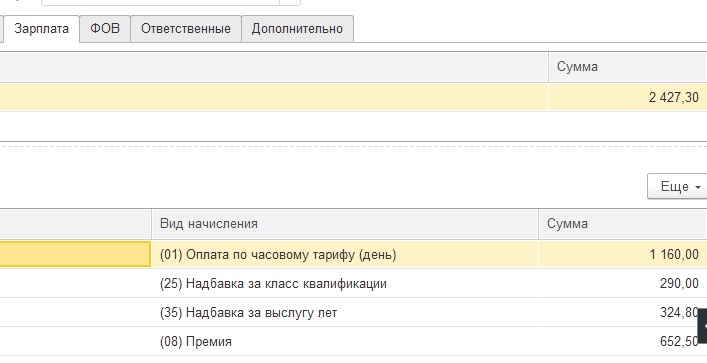 Зарплата ФОВ Ответственные Дополнительно
Сумма
2 427,30
Еще
Вид начисления Сумма
(01) Оплата по часовому тарифу (день) 1 160,00
(25) Надбавка за класс квалификации 290,00
(35) Надбавка за выслугу лет 324,80
(08) Премия 652,50